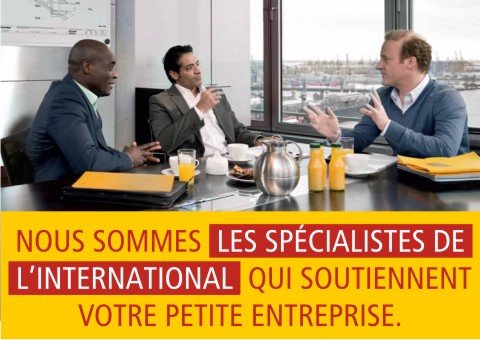 NOUS SOMMES LES SPÉCIALISTES DE
L'INTERNATIONAL QUI SOUTIENNENT
VOTRE PETITE ENTREPRISE.